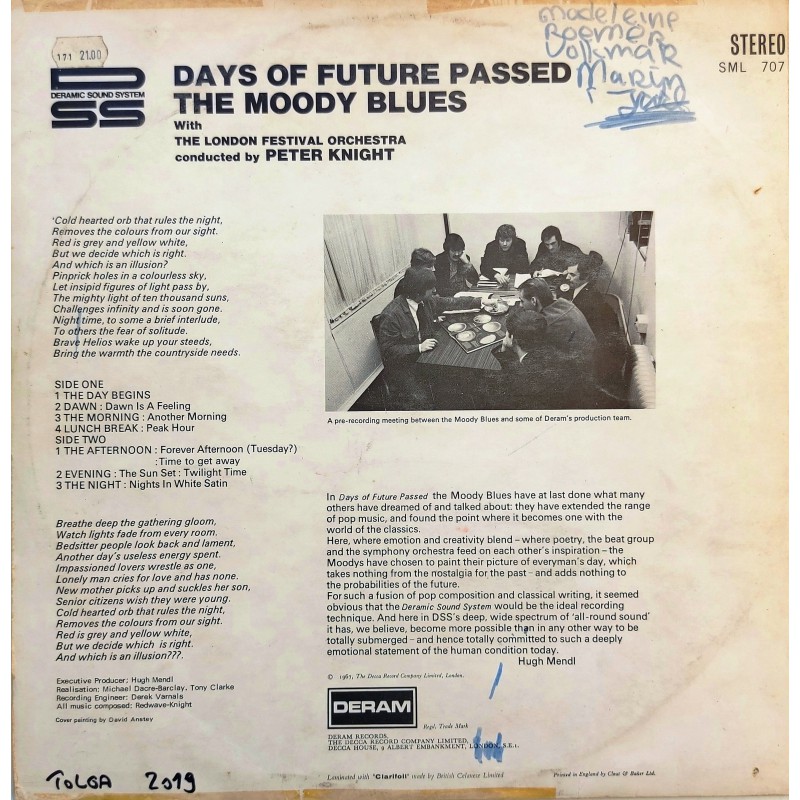 171 21.00
DSS
DERAMIC SOUND SYSTEM
DAYS OF FUTURE PASSED
THE MOODY BLUES
With
THE LONDON FESTIVAL ORCHESTRA
conducted by PETER KNIGHT
madeleine
Volkmar
Marin
STEREO
SML 707
'Cold hearted orb that rules the night,
Removes the colours from our sight.
Red is grey and yellow white,
But we decide which is right.
And which is an illusion?
Pinprick holes in a colourless sky,
Let insipid figures of light pass by,
The mighty light of ten thousand suns,
Challenges infinity and is soon gone.
Night time, to some a brief interlude,
To others the fear of solitude.
Brave Helios wake up your steeds,
Bring the warmth the countryside needs.
SIDE ONE
1 THE DAY BEGINS
2 DAWN : Dawn Is A Feeling
3 THE MORNING : Another Morning
4 LUNCH BREAK : Peak Hour
SIDE TWO
1 THE AFTERNOON : Forever Afternoon (Tuesday?)
:Time to get away
2 EVENING : The Sun Set : Twilight Time
3 THE NIGHT : Nights In White Satin
Breathe deep the gathering gloom,
Watch lights fade from every room.
Bedsitter people look back and lament,
Another day's useless energy spent.
Impassioned lovers wrestle as one,
Lonely man cries for love and has none.
New mother picks up and suckles her son,
Senior citizens wish they were young.
Cold hearted orb that rules the night,
Removes the colours from our sight.
Red is grey and yellow white,
But we decide which is right.
And which is an illusion???.
Executive Producer: Hugh Mendl
Realisation: Michael Dacre-Barclay, Tony Clarke
Recording Engineer: Derek Varnals
All music composed: Redwave-Knight
Cover painting by David Anstey
TOLGA 2019
A pre-recording meeting between the Moody Blues and some of Deram's production team.
In Days of Future Passed the Moody Blues have at last done what many
others have dreamed of and talked about: they have extended the range
of pop music, and found the point where it becomes one with the
world of the classics.
Here, where emotion and creativity blend – where poetry, the beat group
and the symphony orchestra feed on each other's inspiration – the
Moodys have chosen to paint their picture of everyman's day, which
takes nothing from the nostalgia for the past – and adds nothing to
the probabilities of the future.
For such a fusion of pop composition and classical writing, it seemed
obvious that the Deramic Sound System would be the ideal recording
technique. And here in DSS's deep, wide spectrum of 'all-round sound'
it has, we believe, become more possible than in any other way to be
totally submerged – and hence totally committed to such a deeply
emotional statement of the human condition today.
Hugh Mendl
© 1967, The Decca Record Company Limited, London.
DERAM
Regd. Trade Mark
DERAM RECORDS,
THE DECCA RECORD COMPANY LIMITED,
DECCA HOUSE, 9 ALBERT EMBANKMENT, LONDON, S.E.1.
Laminated with 'Clarifoil' made by British Celanese Limited
Printed in England by Clout & Baker Ltd.